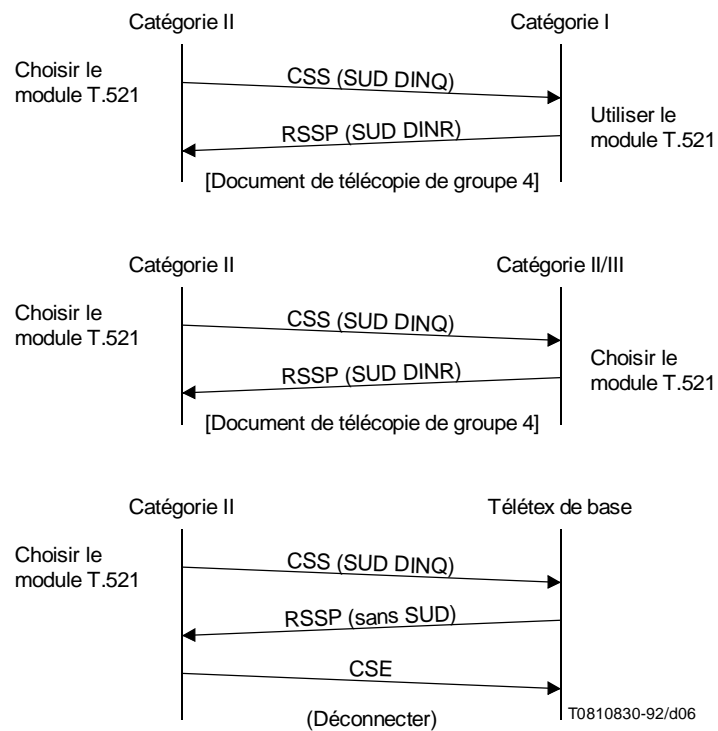 Catégorie II
Catégorie I
Choisir le
module T.521
CSS (SUD DINQ)
Utiliser le
module T.521
RSSP (SUD DINR)
[Document de télécopie de groupe 4]
Catégorie II
Catégorie II/III
Choisir le
module T.521
CSS (SUD DINQ)
Choisir le
module T.521
RSSP (SUD DINR)
[Document de télécopie de groupe 4]
Catégorie II
Télétex de base
Choisir le
module T.521
CSS (SUD DINQ)
RSSP (sans SUD)
CSE
(Déconnecter)
T0810830-92/d06